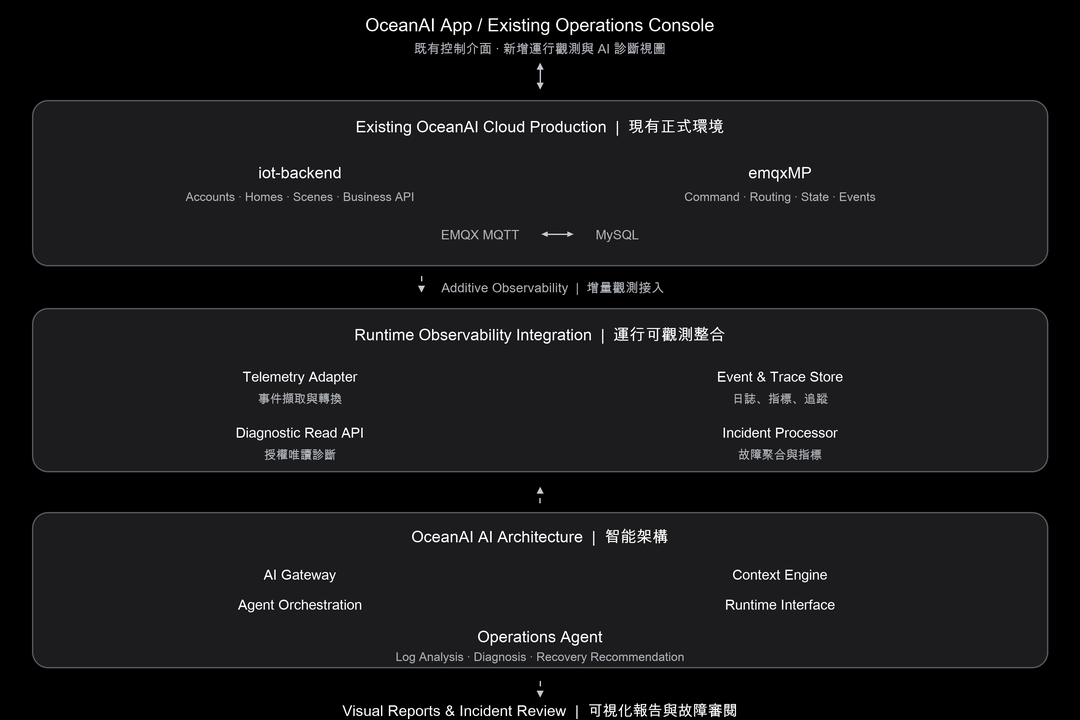 OceanAI App / Existing Operations Console
既有控制介面 · 新增運行觀測與 AI 診斷視圖
Existing OceanAI Cloud Production | 現有正式環境
iot-backend
Accounts · Homes · Scenes · Business API
emqxMP
Command · Routing · State · Events
EMQX MQTT
MySQL
Additive Observability | 增量觀測接入
Runtime Observability Integration | 運行可觀測整合
Telemetry Adapter
事件擷取與轉換
Event & Trace Store
日誌、指標、追蹤
Diagnostic Read API
授權唯讀診斷
Incident Processor
故障聚合與指標
OceanAI AI Architecture | 智能架構
AI Gateway
Context Engine
Agent Orchestration
Runtime Interface
Operations Agent
Log Analysis · Diagnosis · Recovery Recommendation
Visual Reports & Incident Review | 可視化報告與故障審閱